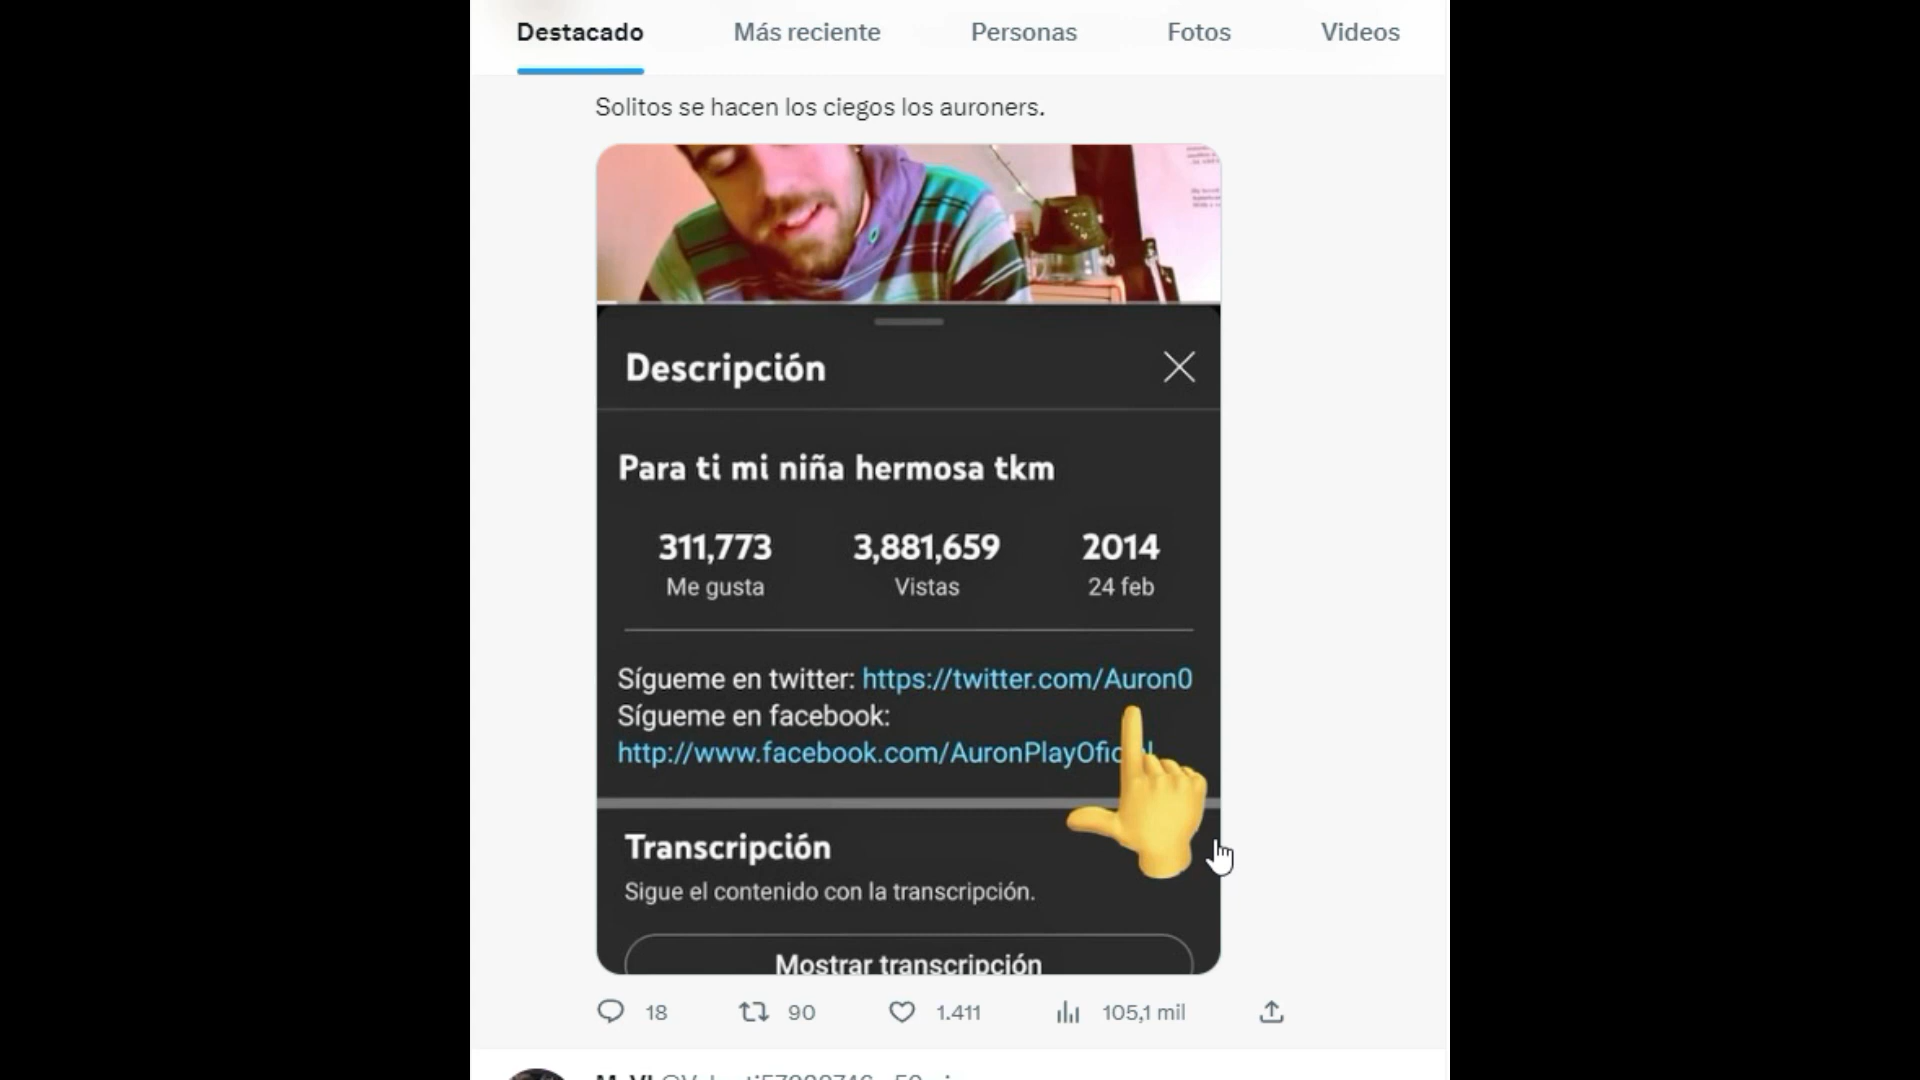 Destacado Más reciente Personas Fotos Videos
Solitos se hacen los ciegos los auroners.
Descripción
Para ti mi niña hermosa tkm
311,773 3,881,659 2014
Me gusta Vistas 24 feb
Sígueme en twitter: https://twitter.com/Auron0
Sígueme en facebook:
http://www.facebook.com/AuronPlayOfic
Transcripción
Sigue el contenido con la transcripción.
Mostrar transcripción
18 90 1.411 105,1 mil